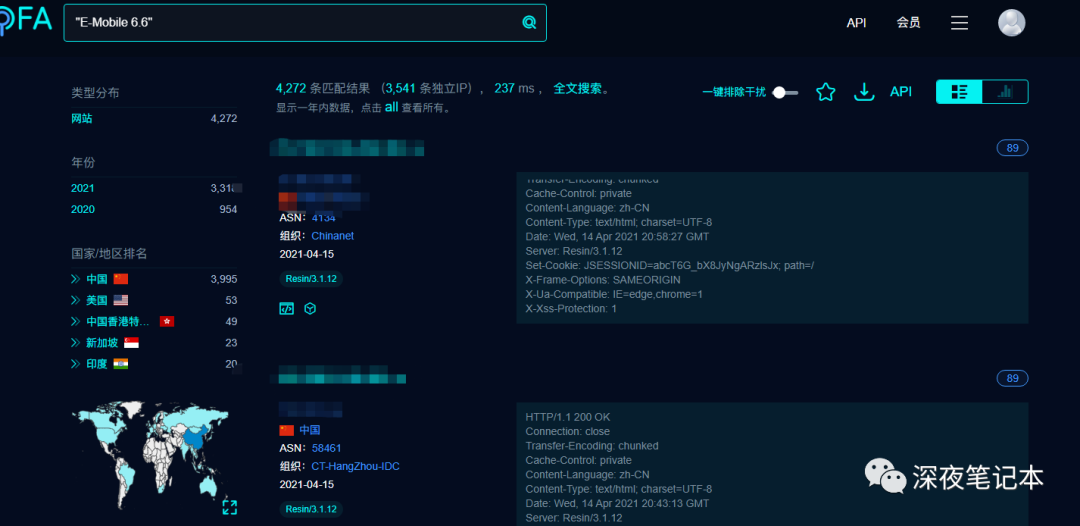 FA
"E-Mobile 6.6"
API
会员
类型分布
网站 4,272
年份
2021
2020 954
国家/地区排名
中国 3,995
美国 53
中国香港特... 49
新加坡 23
印度 20
4,272 条匹配结果 （3,541 条独立IP）， 237 ms ， 全文搜索。
显示一年内数据，点击 all 查看所有。
一键排除干扰
API
89
ASN： 4134
组织： Chinanet
2021-04-15
Resin/3.1.12
Transfer-Encoding: chunked
Cache-Control: private
Content-Language: zh-CN
Content-Type: text/html; charset=UTF-8
Date: Wed, 14 Apr 2021 20:58:27 GMT
Server: Resin/3.1.12
Set-Cookie: JSESSIONID=abcT6G_bX8JyNgARzlsJx; path=/
X-Frame-Options: SAMEORIGIN
X-Ua-Compatible: IE=edge,chrome=1
X-Xss-Protection: 1
89
中国
ASN： 58461
组织： CT-HangZhou-IDC
2021-04-15
Resin/3.1.12
HTTP/1.1 200 OK
Connection: close
Transfer-Encoding: chunked
Cache-Control: private
Content-Language: zh-CN
Content-Type: text/html; charset=UTF-8
Date: Wed, 14 Apr 2021 20:43:13 GMT
Server: Resin/3.1.12
深夜笔记本